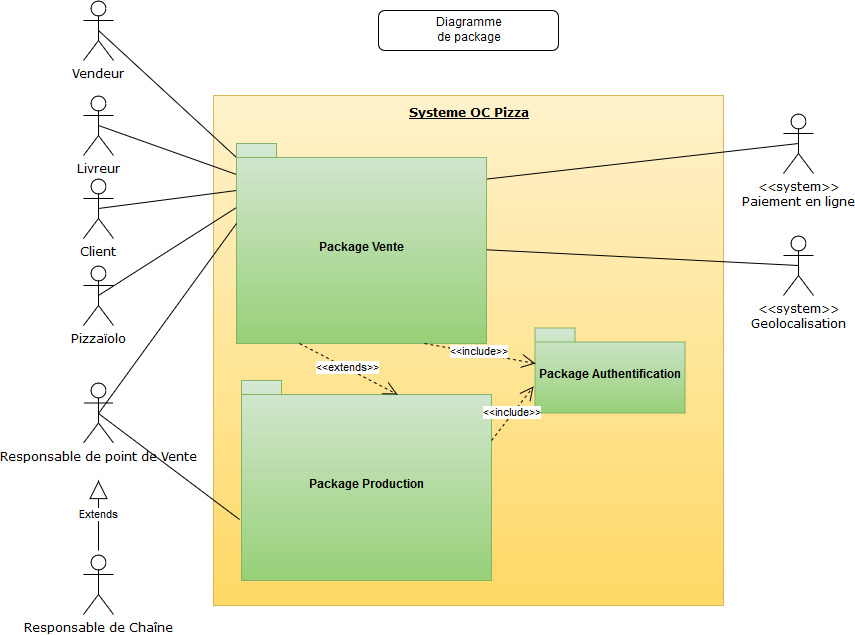 Diagramme
de package
Vendeur
Systeme OC Pizza
Livreur
<<system>>
Paiement en ligne
Client
Package Vente
<<system>>
Geolocalisation
Pizzaïolo
<<include>>
<<extends>>
Package Authentification
<<include>>
Responsable de point de Vente
Package Production
Extends
Responsable de Chaîne